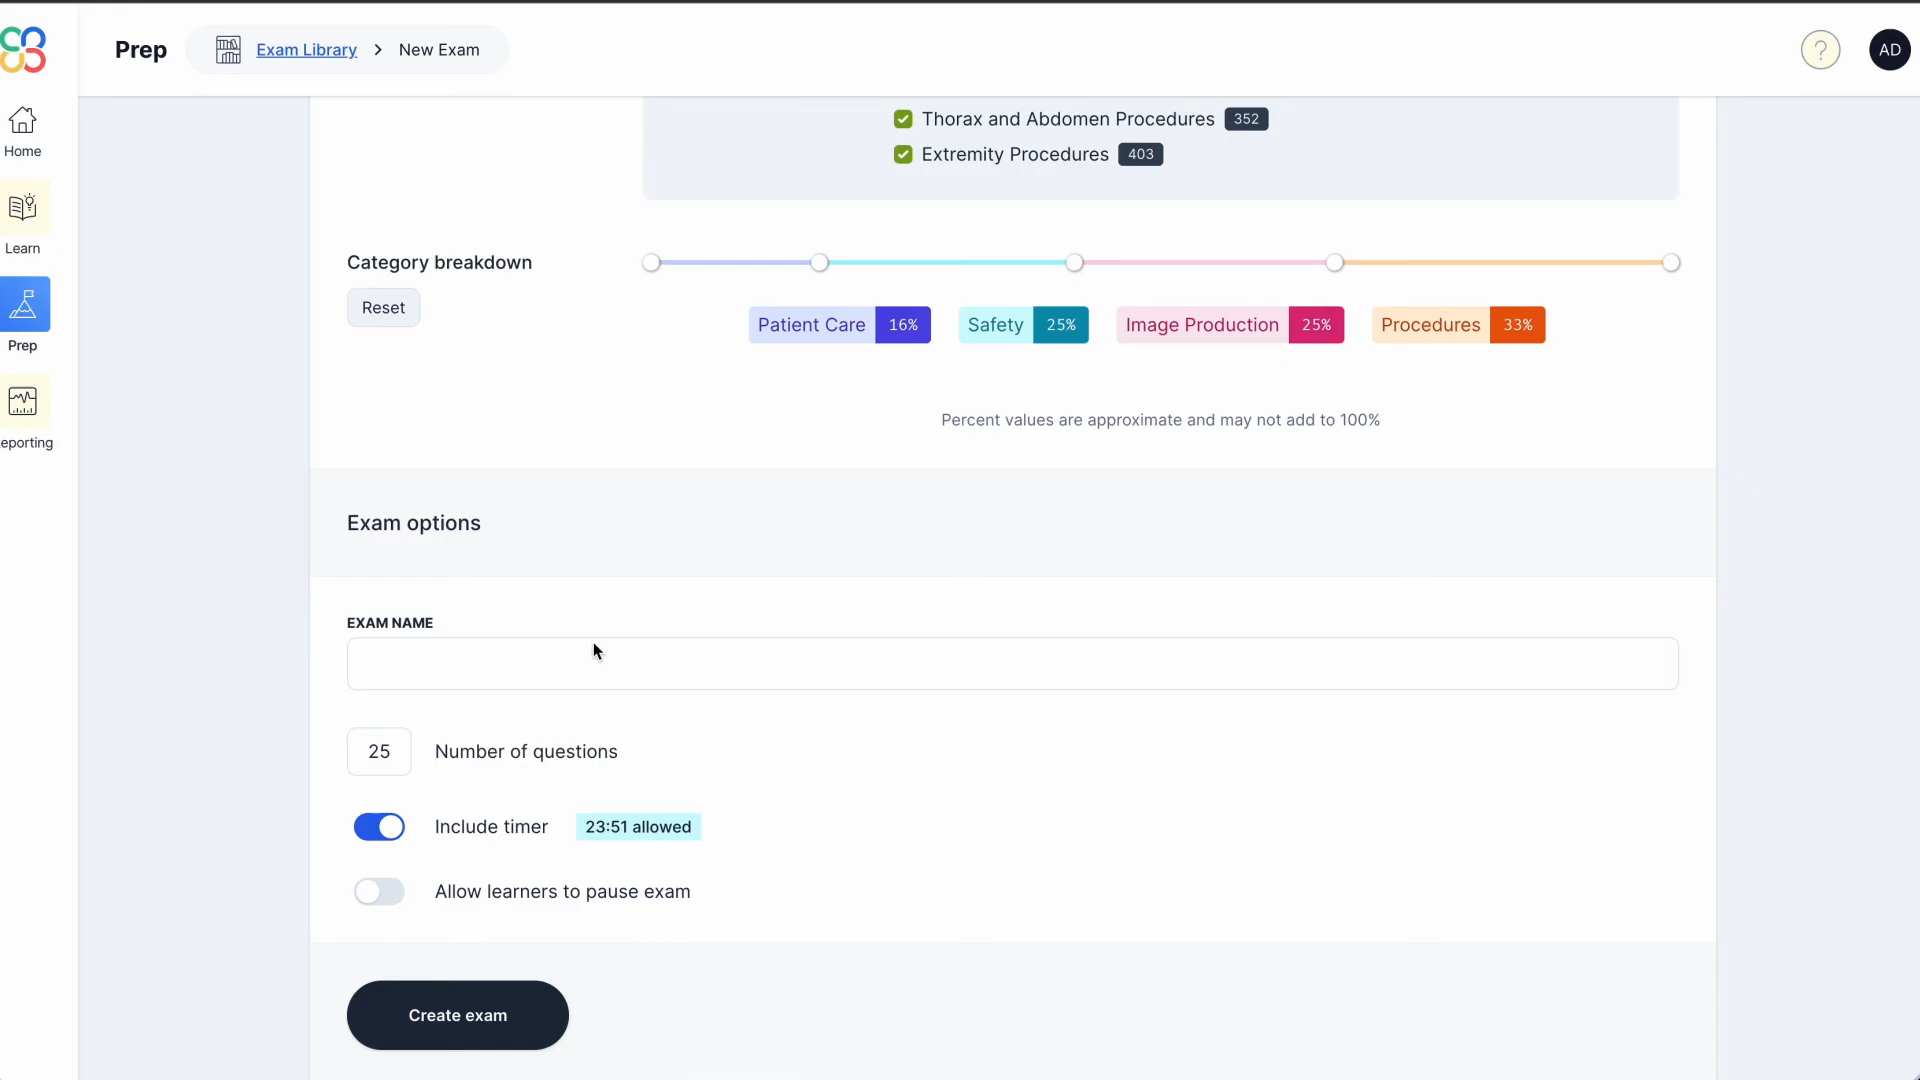 Prep
Exam Library > New Exam
?
AD
Home
Learn
Prep
eporting
Thorax and Abdomen Procedures 352
Extremity Procedures 403
Category breakdown
Reset
Patient Care 16% Safety 25% Image Production 25% Procedures 33%
Percent values are approximate and may not add to 100%
Exam options
EXAM NAME
25 Number of questions
Include timer 23:51 allowed
Allow learners to pause exam
Create exam